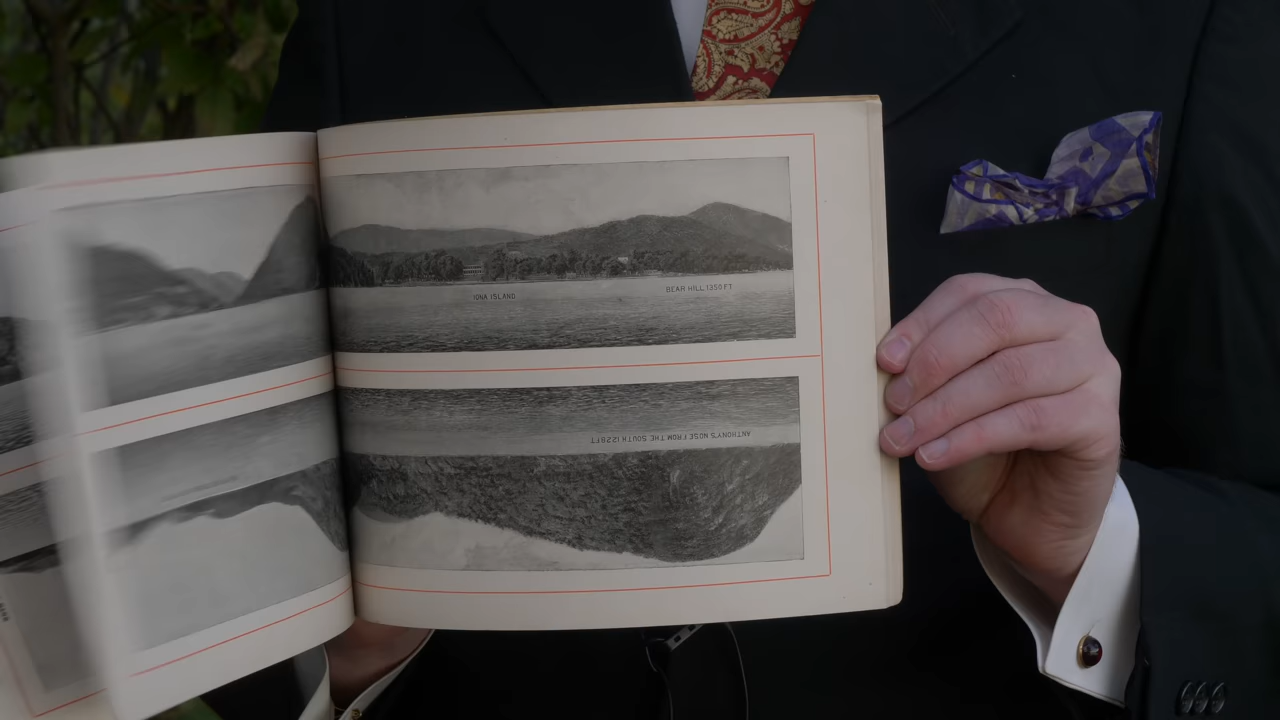 IONA ISLAND
BEAR HILL 1350 FT
ANTHONY'S NOSE FROM THE SOUTH 1228 FT